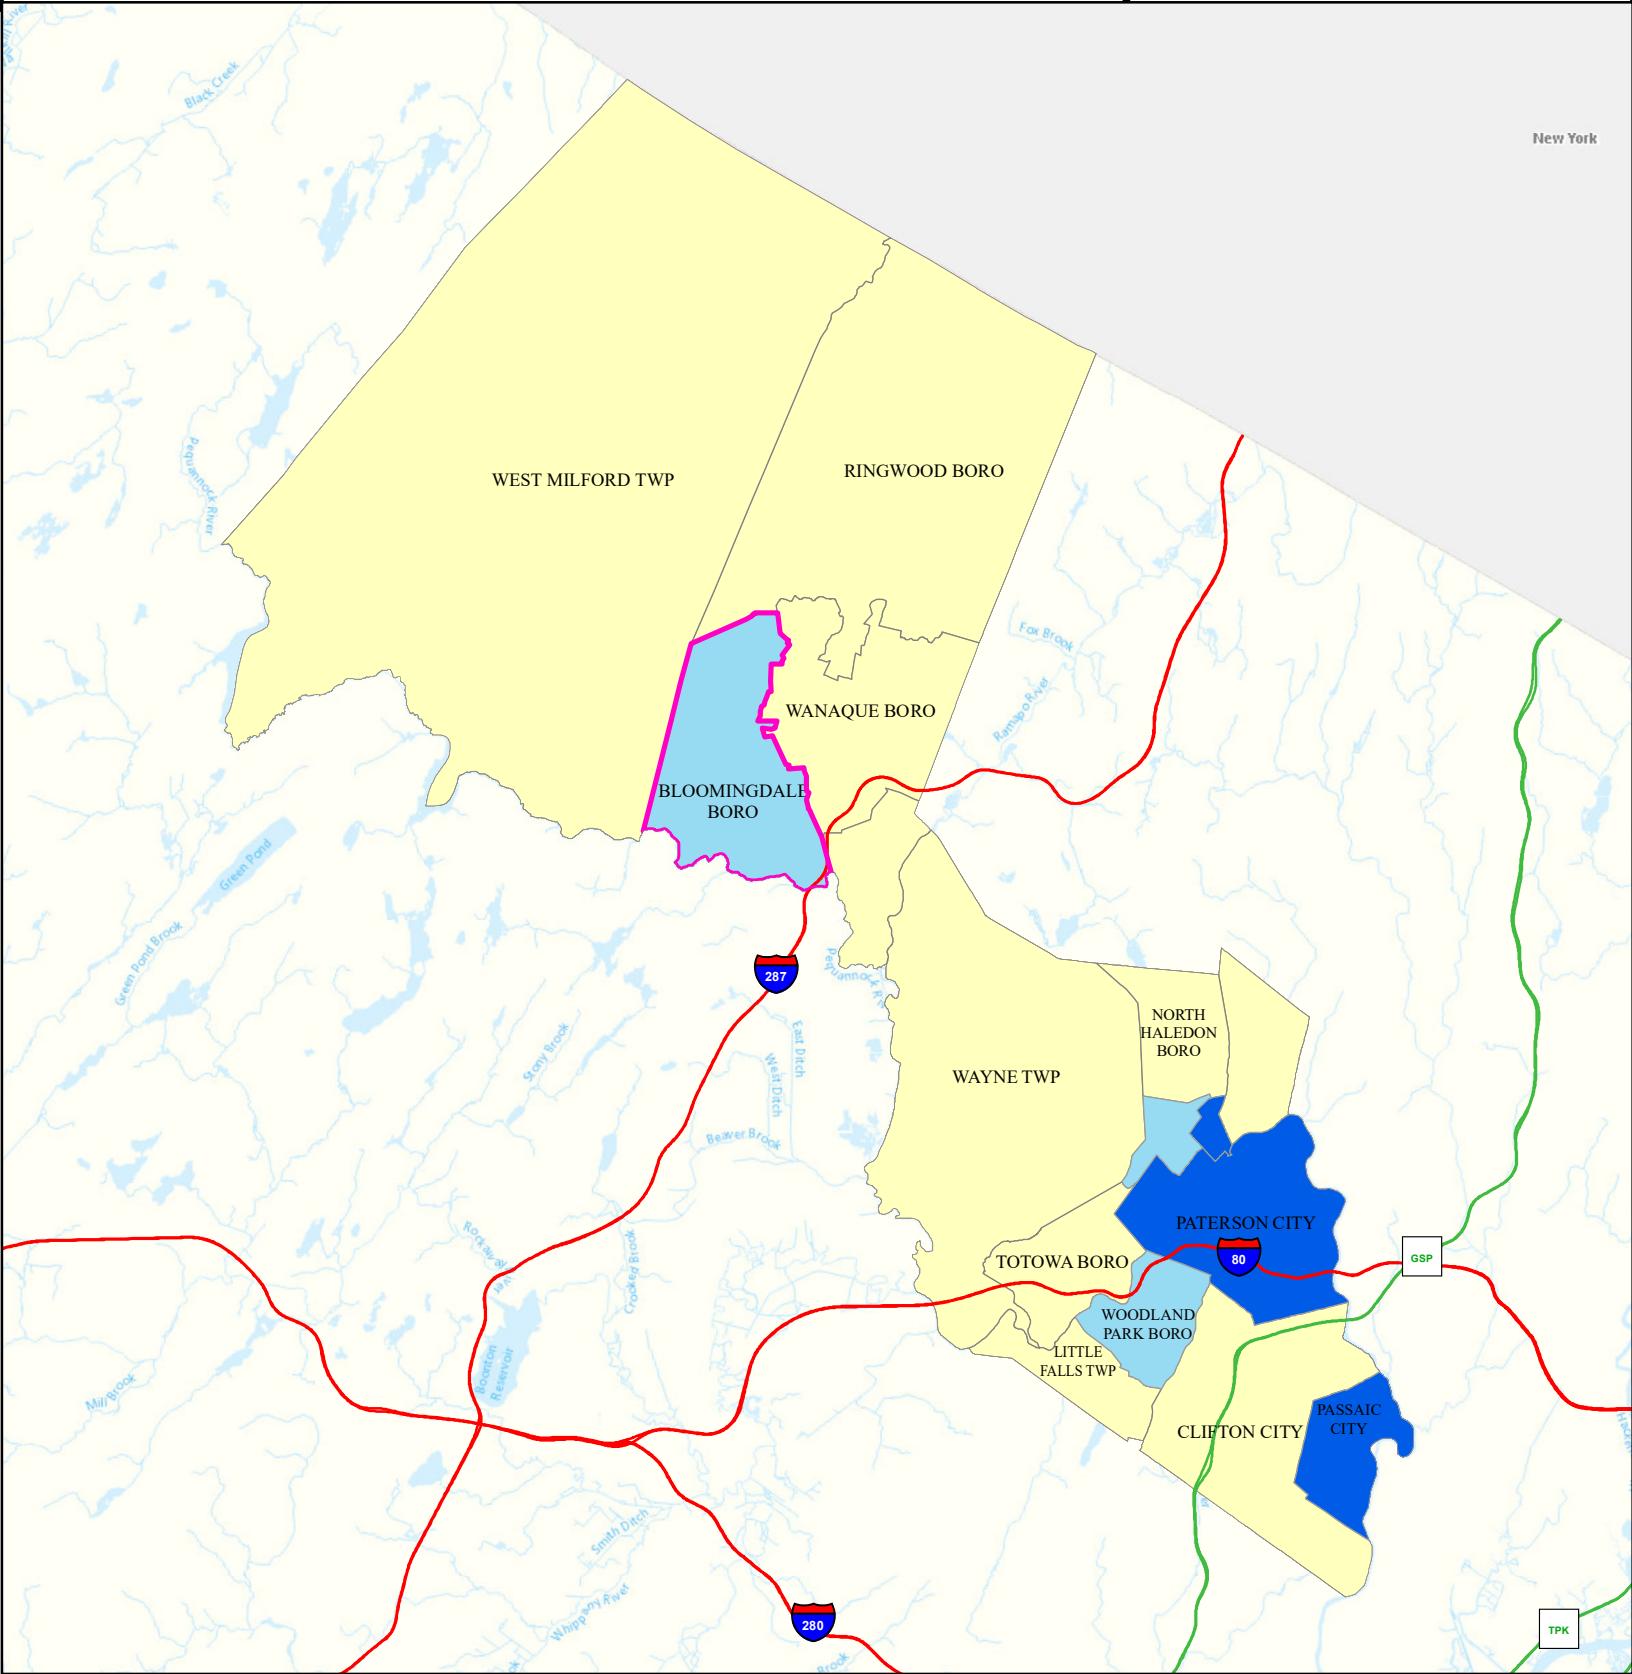 New York
Black Creek
WEST MILFORD TWP
RINGWOOD BORO
Pequannock River
Fox Brook
Ramapo River
WANAQUE BORO
BLOOMINGDALE
BORO
Green Pond
Green Pond Brook
287
Pequannock Riv
NORTH
HALEDON
BORO
Stony Brook
East Ditch
West Ditch
WAYNE TWP
Beaver Brook
PATERSON CITY
Rockaway River
Crooked Brook
TOTOWA BORO
80
GSP
WOODLAND
PARK BORO
LITTLE
FALLS TWP
Boonton
Reservoir
Mill Brook
CLIFTON CITY
PASSAIC
CITY
Smith Ditch
Whippany River
280
TPK
Brook